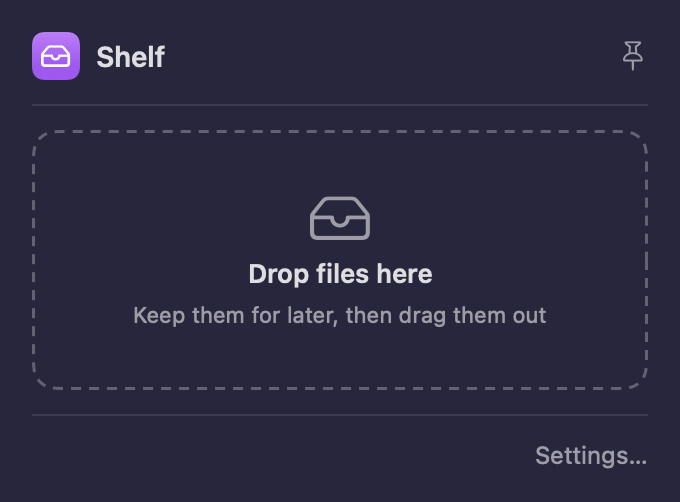 Shelf
Drop files here
Keep them for later, then drag them out
Settings...